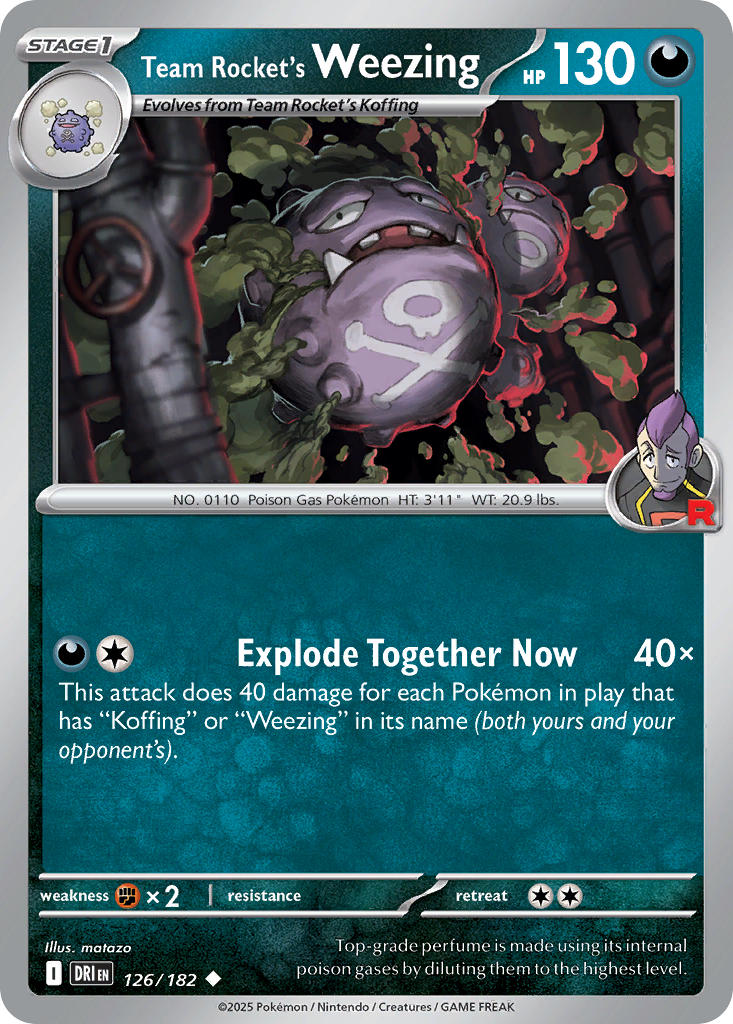 STAGE 1
Team Rocket's Weezing HP 130
Evolves from Team Rocket's Koffing
NO. 0110 Poison Gas Pokémon HT: 3'11" WT: 20.9 lbs.
R
Explode Together Now 40×
This attack does 40 damage for each Pokémon in play that
has “Koffing” or “Weezing” in its name (both yours and your
opponent's).
weakness ×2 resistance retreat
Illus. matazo
Top-grade perfume is made using its internal
poison gases by diluting them to the highest level.
I DRI EN 126/182
©2025 Pokémon / Nintendo / Creatures / GAME FREAK